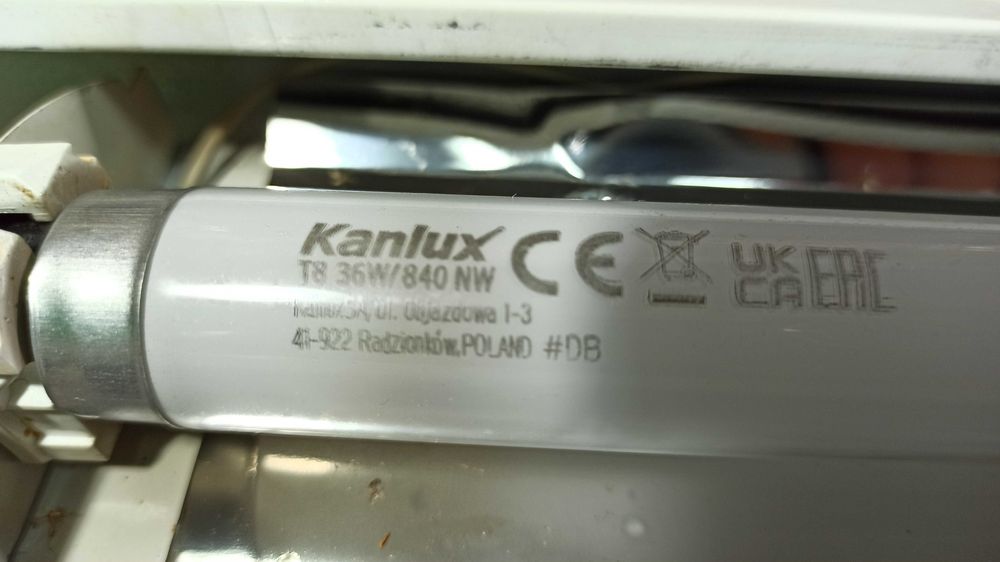 Kanlux CE UK CA EAC
T8 36W/840 NW
Kanlux SA, ul. Objazdowa 1-3
41-922 Radzionków, POLAND #DB